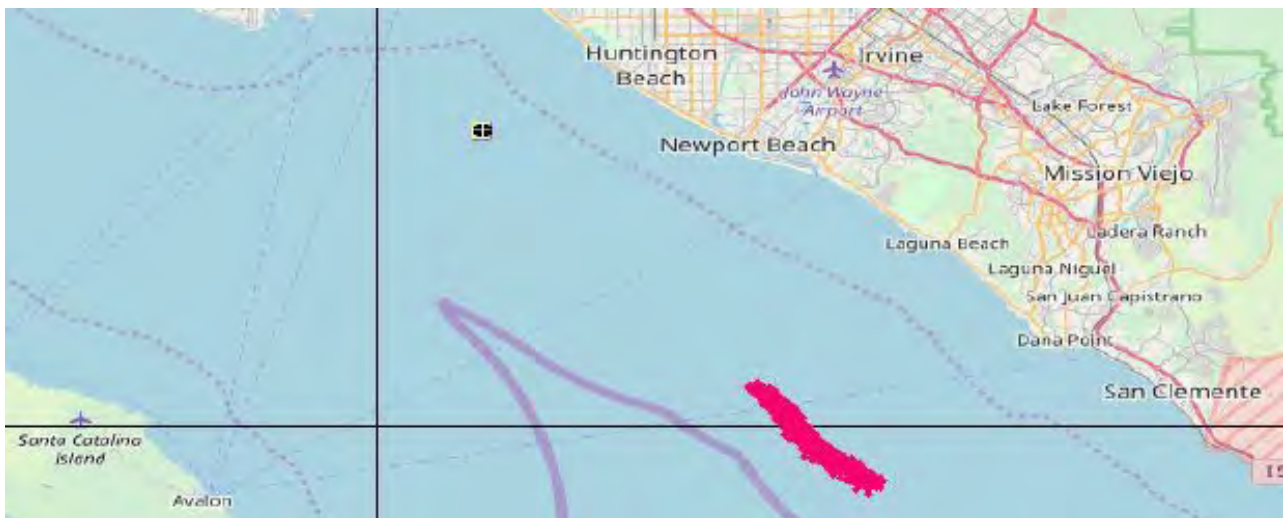 Huntington
Beach
Irvine
John Wayne
Airport
Lake Forest
Newport Beach
Mission Viejo
Ladera Ranch
Laguna Beach
Laguna Niguel
San Juan Capistrano
Dana Point
San Clemente
Santa Catalina
Island
Avalon